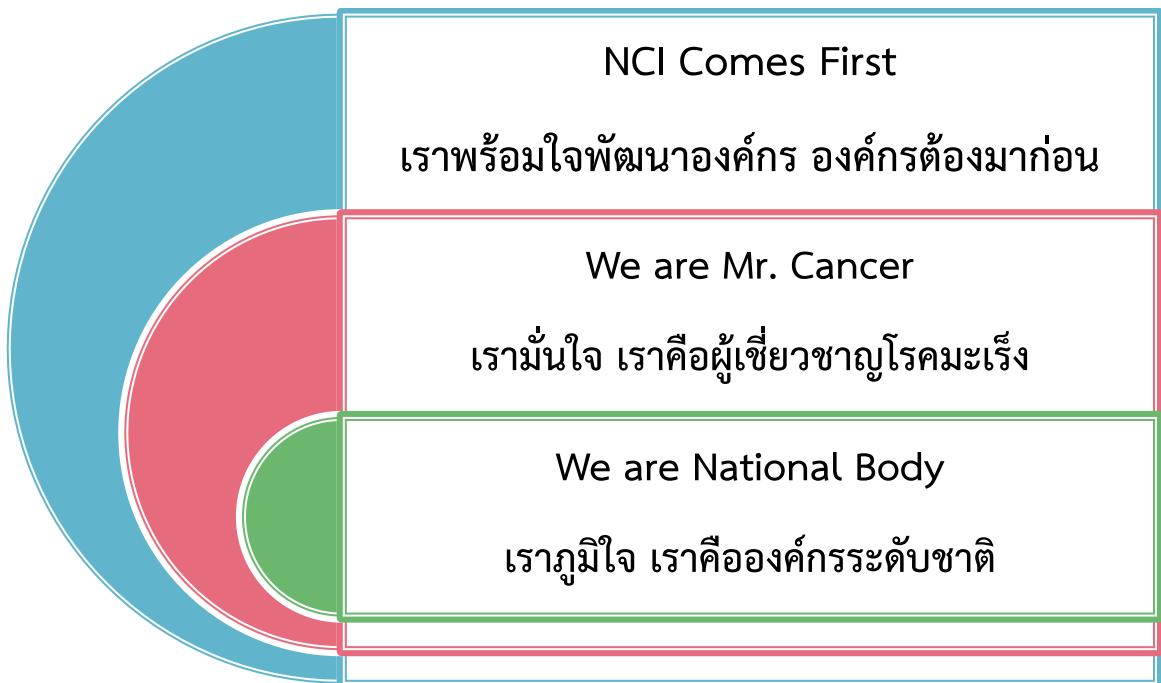 NCI Comes First
เราพร้อมใจพัฒนาองค์กร องค์กรต้องมาก่อน
We are Mr. Cancer
เรามั่นใจ เราคือผู้เชี่ยวชาญโรคมะเร็ง
We are National Body
เราภูมิใจ เราคือองค์กรระดับชาติ